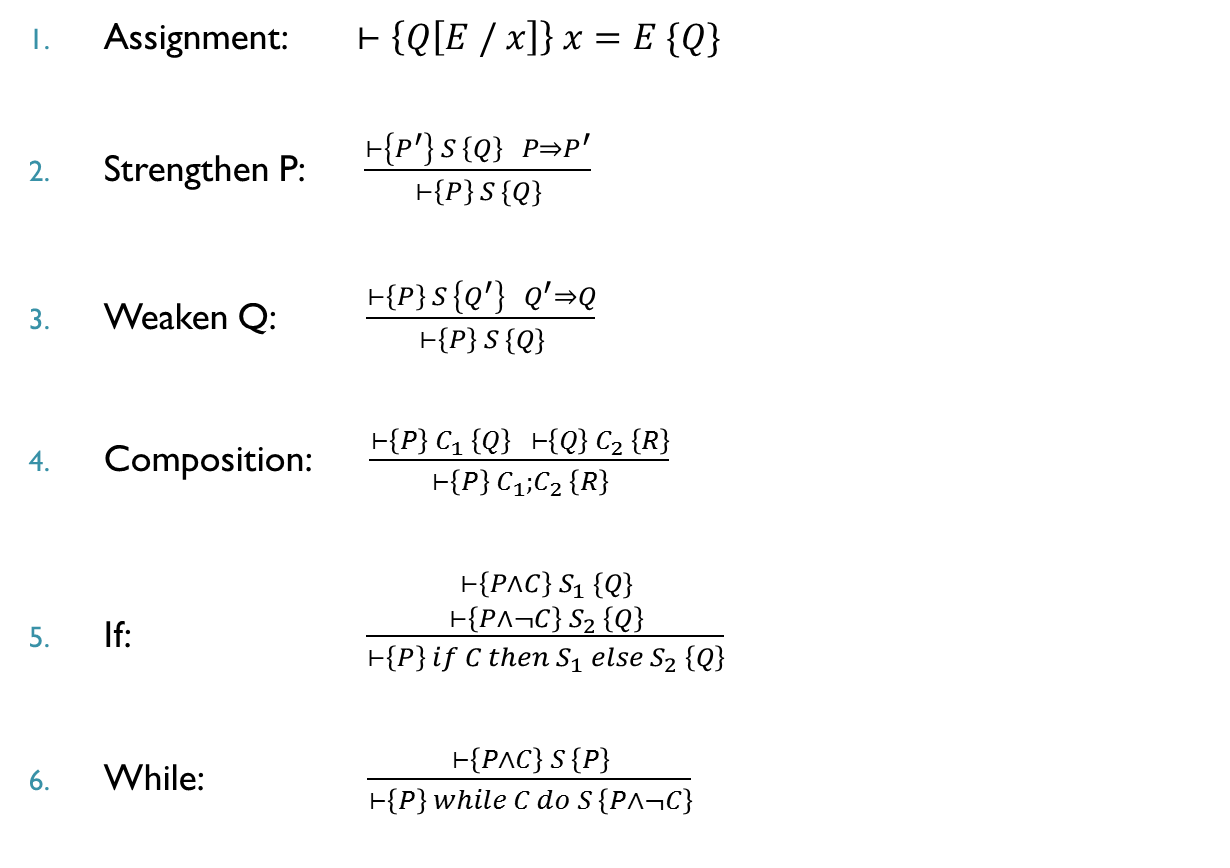 1. Assignment: ⊢ {Q[E / x]} x = E {Q}
2. Strengthen P: ⊢{P′} S {Q} P⇒P′
⊢{P} S {Q}
3. Weaken Q: ⊢{P} S {Q′} Q′⇒Q
⊢{P} S {Q}
4. Composition: ⊢{P} C₁ {Q} ⊢{Q} C₂ {R}
⊢{P} C₁;C₂ {R}
⊢{P∧C} S₁ {Q}
⊢{P∧¬C} S₂ {Q}
5. If: ⊢{P} if C then S₁ else S₂ {Q}
⊢{P∧C} S {P}
6. While: ⊢{P} while C do S {P∧¬C}